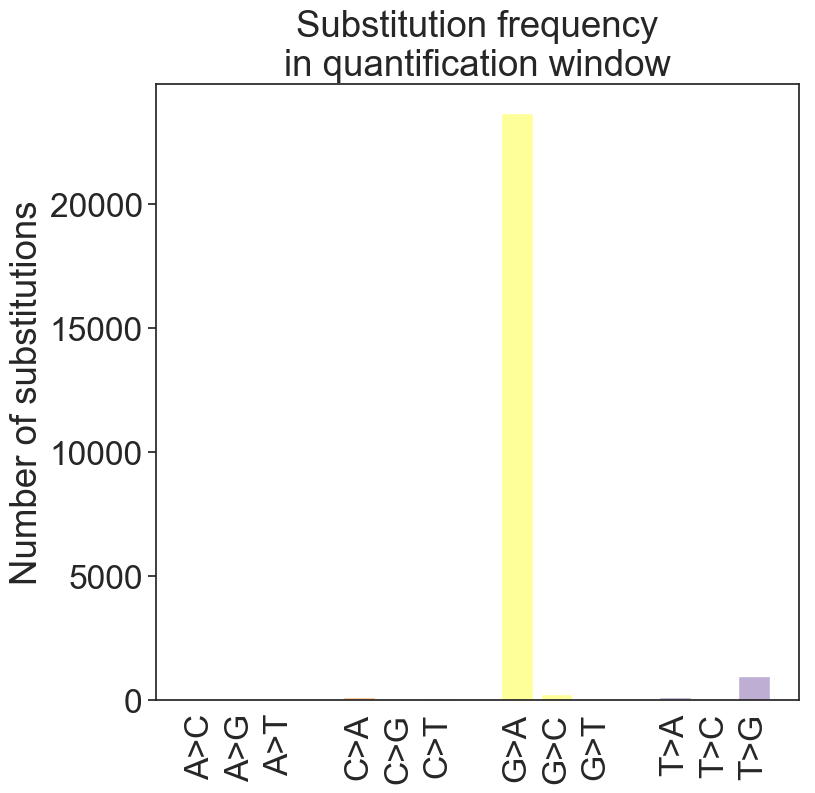 Substitution frequency
in quantification window
Number of substitutions
20000
15000
10000
5000
0
A>C
A>G
A>T
C>A
C>G
C>T
G>A
G>C
G>T
T>A
T>C
T>G